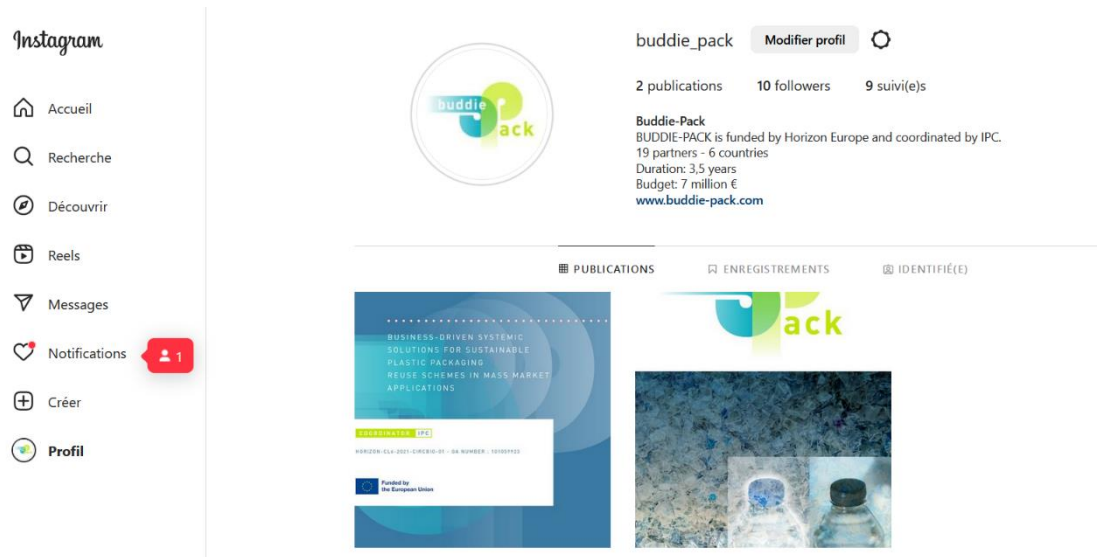 Instagram
Accueil
Recherche
Découvrir
Reels
Messages
Notifications
1
Créer
Profil
buddie Pack
buddie_pack
Modifier profil
2 publications 10 followers 9 suivi(e)s
Buddie-Pack
BUDDIE-PACK is funded by Horizon Europe and coordinated by IPC.
19 partners - 6 countries
Duration: 3,5 years
Budget: 7 million €
www.buddie-pack.com
PUBLICATIONS ENREGISTREMENTS IDENTIFIÉ(E)
BUSINESS-DRIVEN SYSTEMIC
SOLUTIONS FOR SUSTAINABLE
PLASTIC PACKAGING
REUSE SCHEMES IN MASS MARKET
APPLICATIONS
COORDINATOR IPC
Funded by
the European Union
Pack